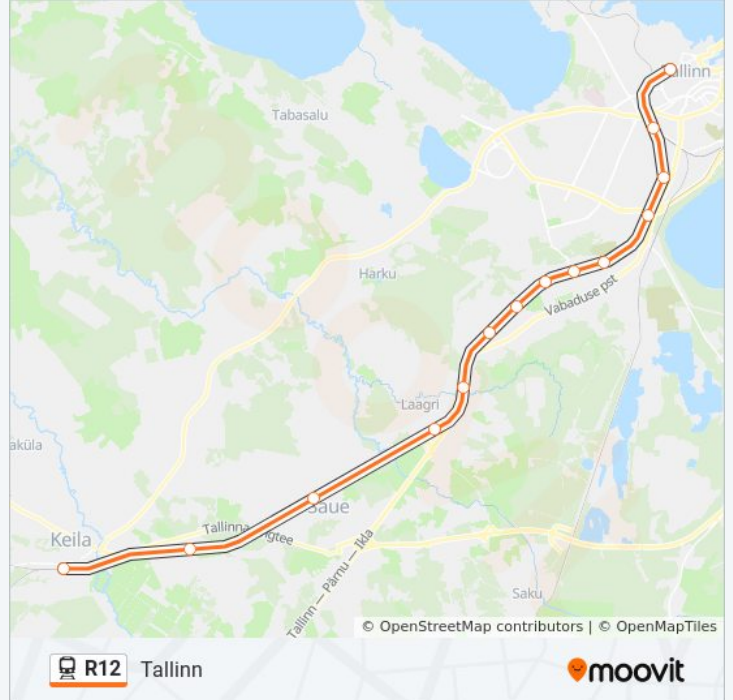 Tallinn
Tabasalu
Harku
Vabaduse pst
Laagri
aküla
Saue
Keila
Tallinna
gtee
Tallinn — Pärnu — Ikla
Saku
© OpenStreetMap contributors | © OpenMapTiles
R12 Tallinn
moovit